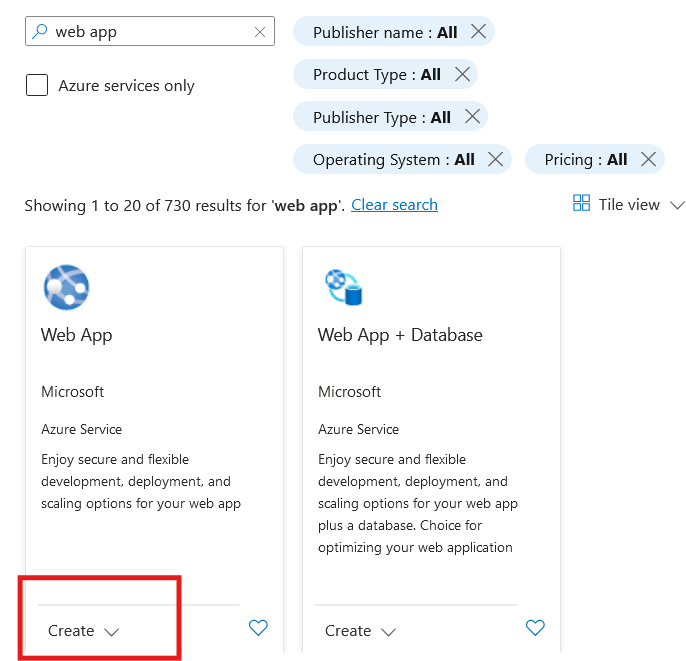 web app
Publisher name : All
Azure services only
Product Type : All
Publisher Type : All
Operating System : All
Pricing : All
Showing 1 to 20 of 730 results for 'web app'. Clear search
Tile view
Web App
Microsoft
Azure Service
Enjoy secure and flexible
development, deployment, and
scaling options for your web app
Create
Web App + Database
Microsoft
Azure Service
Enjoy secure and flexible
development, deployment, and
scaling options for your web app
plus a database. Choice for
optimizing your web application
Create